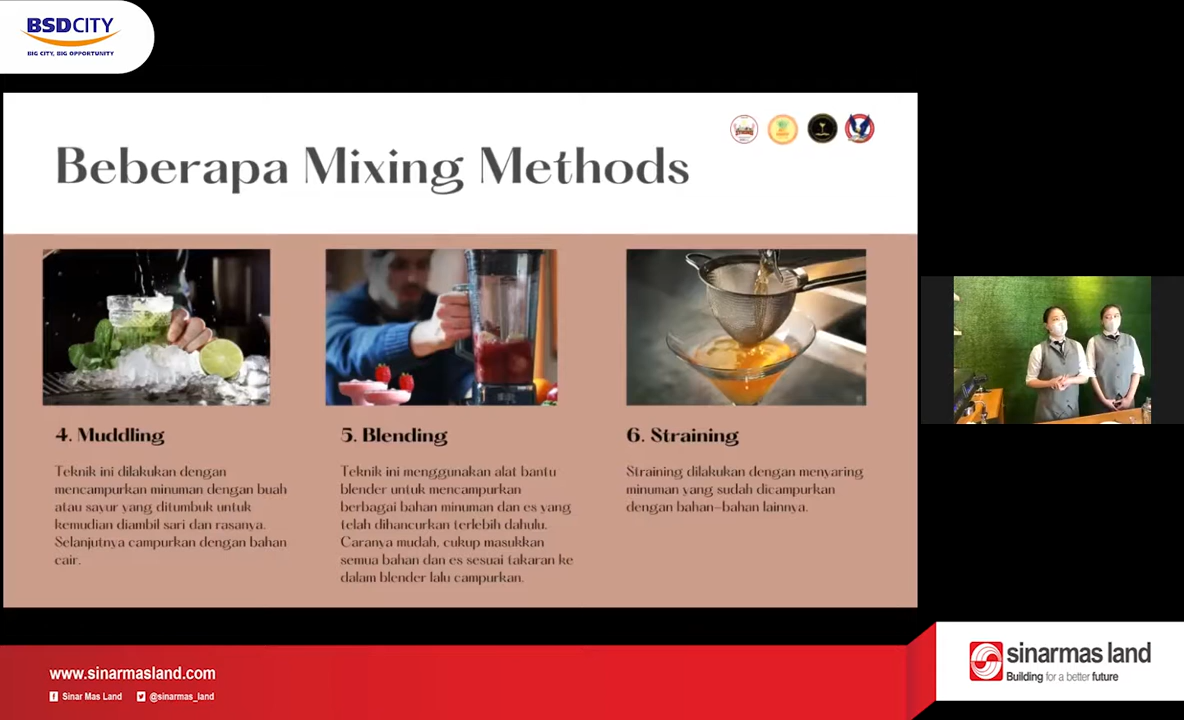 BSDCITY
BIG CITY, BIG OPPORTUNITY
Beberapa Mixing Methods
4. Muddling
Teknik ini dilakukan dengan
mencampurkan minuman dengan buah
atau sayur yang ditumbuk untuk
kemudian diambil sari dan rasanya.
Selanjutnya campurkan dengan bahan
cair.
5. Blending
Teknik ini menggunakan alat bantu
blender untuk mencampurkan
berbagai bahan minuman dan es yang
telah dihancurkan terlebih dahulu.
Caranya mudah, cukup masukkan
semua bahan dan es sesuai takaran ke
dalam blender lalu campurkan.
6. Straining
Straining dilakukan dengan menyaring
minuman yang sudah dicampurkan
dengan bahan-bahan lainnya.
www.sinarmasland.com
Sinar Mas Land @sinarmas_land
sinarmas land
Building for a better future